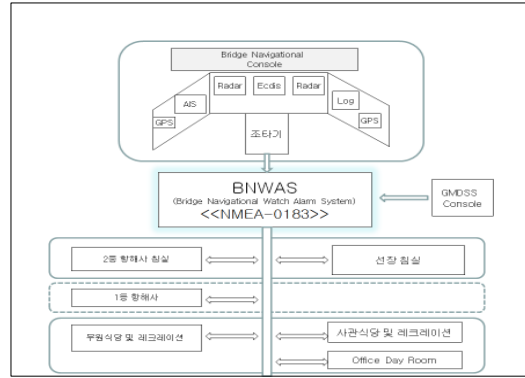 Bridge Navigational
Console
Radar
Ecdis
Radar
AIS
Log
GPS
GPS
조타기
BNWAS
(Bridge Navigational Watch Alarm System)
<<NMEA-0183>>
GMDSS
Console
2등 항해사 침실
선장 침실
1등 항해사
부원식당 및 레크레이션
사관식당 및 레크레이션
Office Day Room